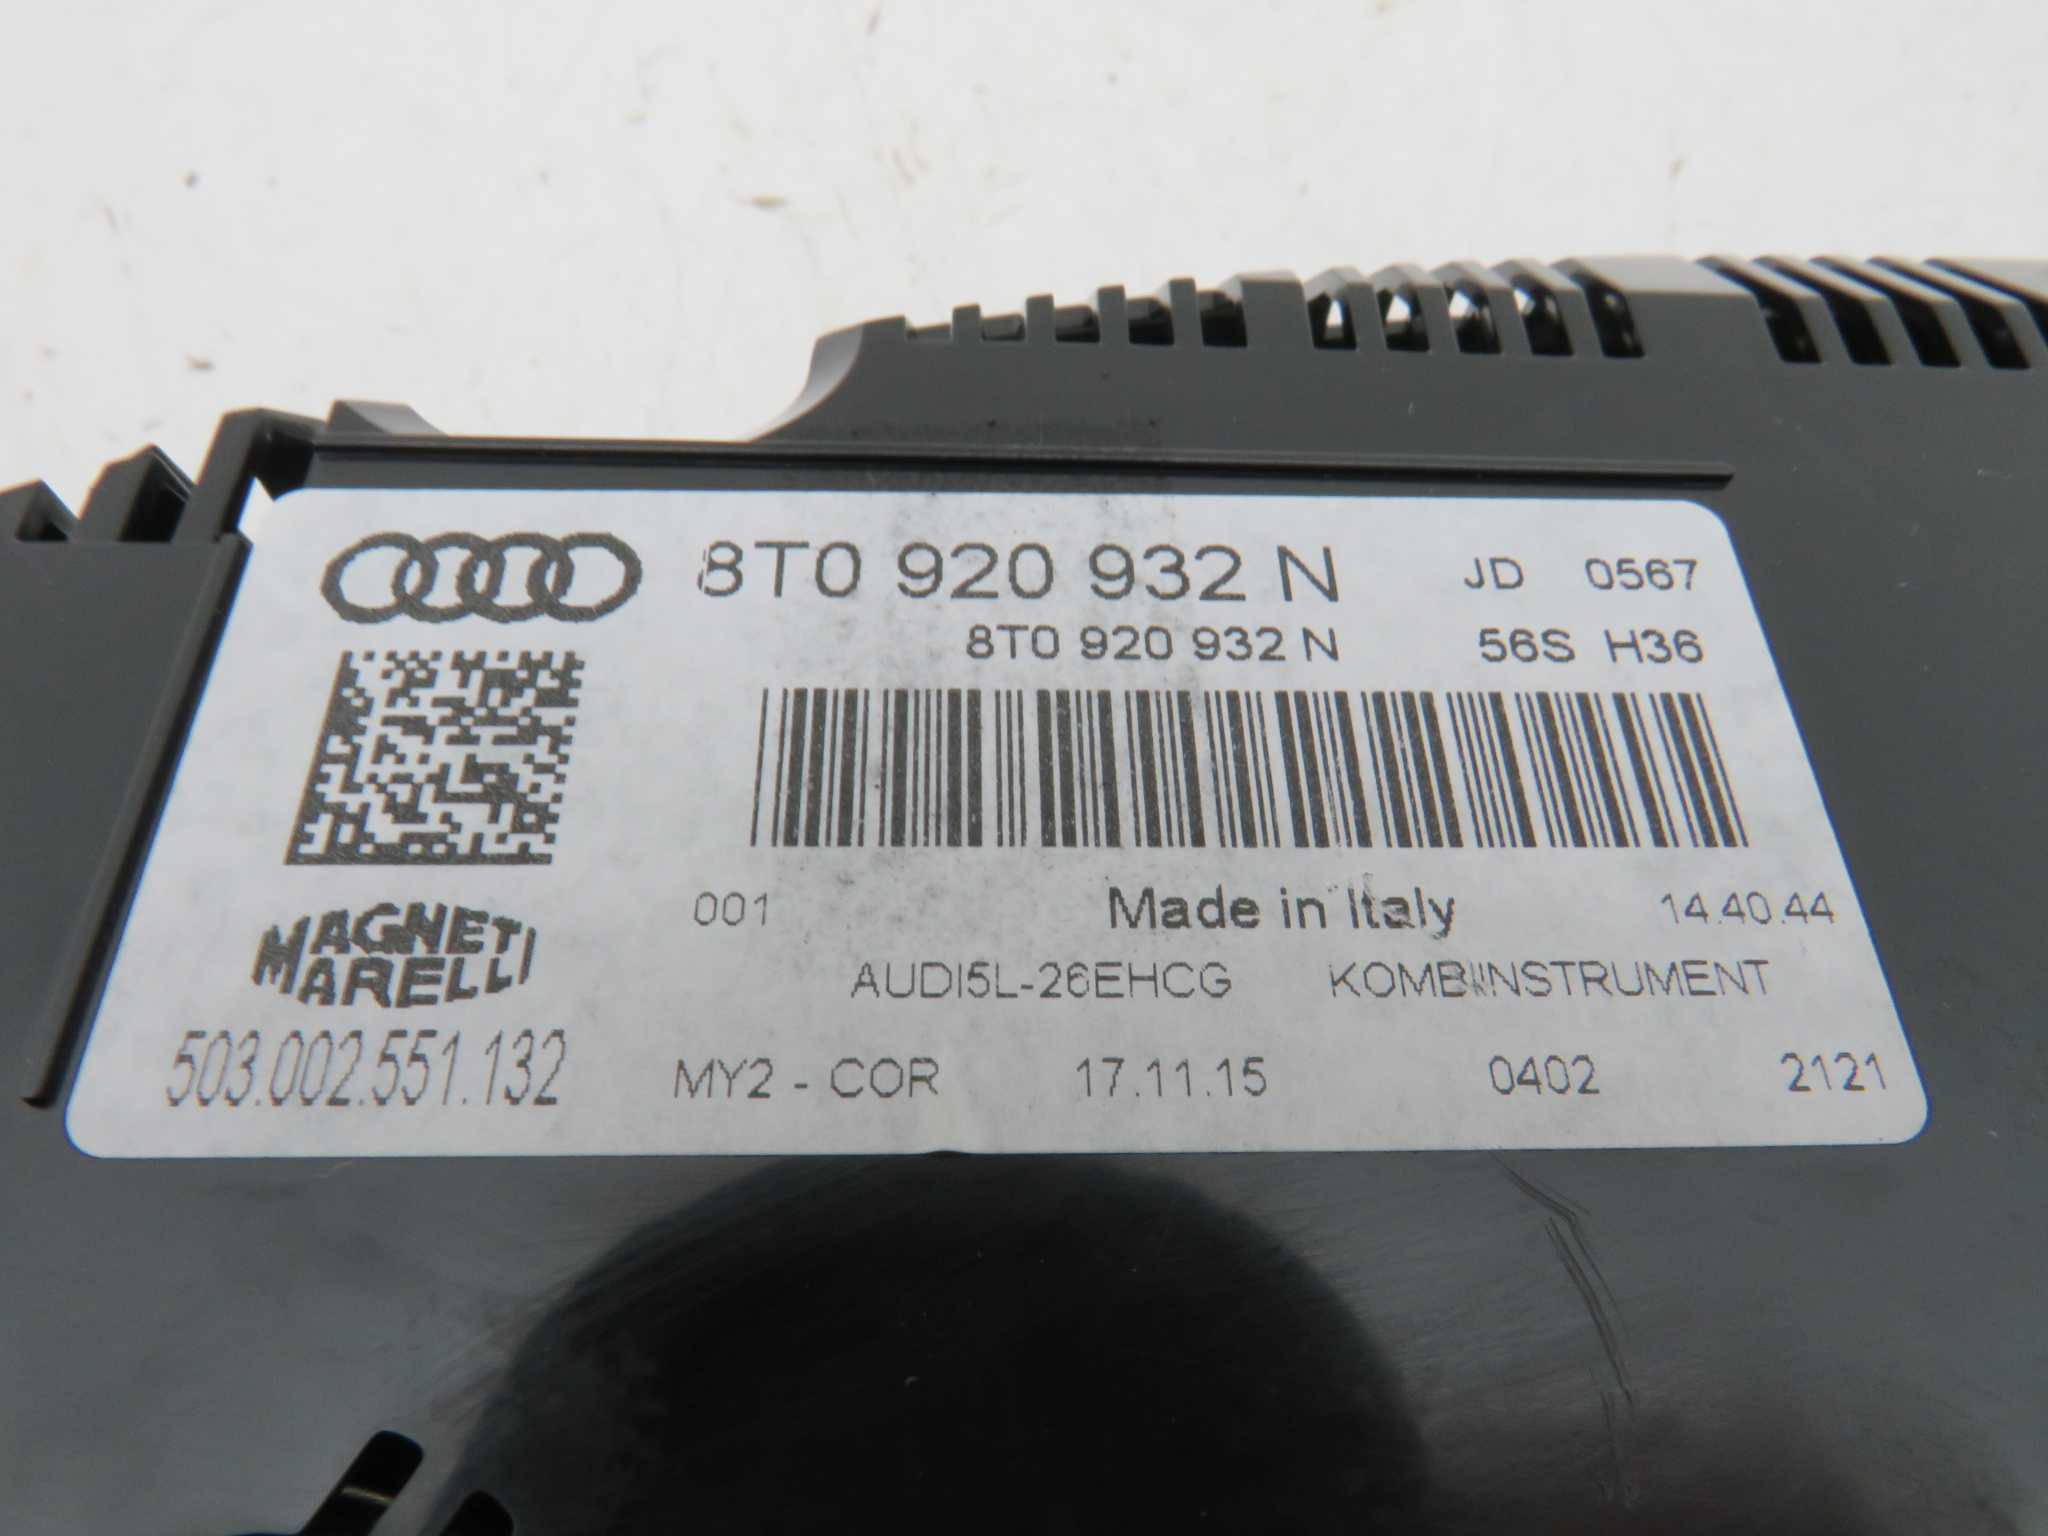 8T0 920 932 N JD 0567
8T0 920 932 N 56S H36
001 Made in Italy 14.40.44
MAGNETI
MARELLI
AUDI5L-26EHCG KOMBIINSTRUMENT
503.002.551.132 MY2 - COR 17.11.15 0402 2121